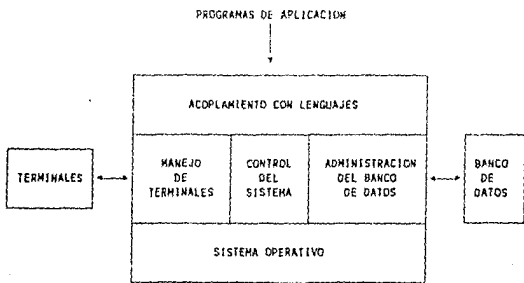 PROGRAMAS DE APLICACION
ACOPLAMIENTO CON LENGUAJES
TERMINALES
MANEJO
DE
TERMINALES
CONTROL
DEL
SISTEMA
ADMINISTRACION
DEL BANCO
DE DATOS
BANCO
DE
DATOS
SISTEMA OPERATIVO